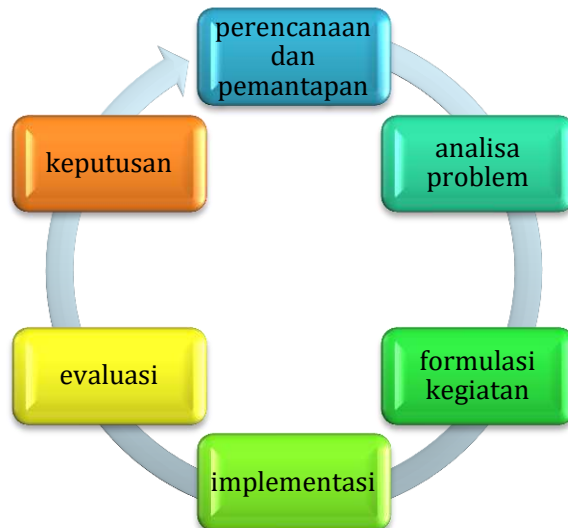 perencanaan
dan
pemantapan
analisa
problem
formulasi
kegiatan
implementasi
evaluasi
keputusan